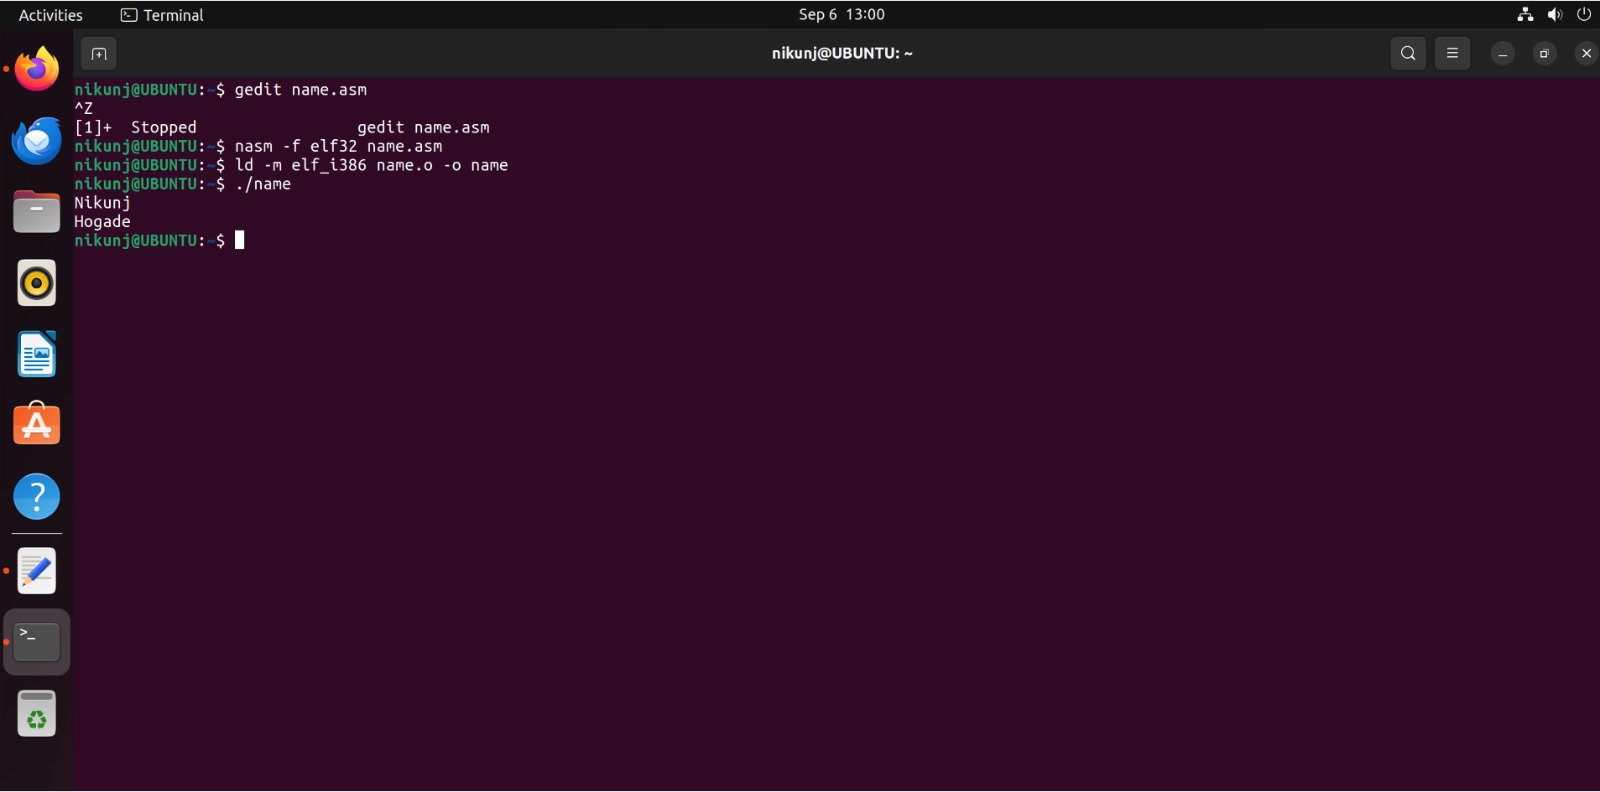 Activities Terminal Sep 6 13:00
nikunj@UBUNTU: ~
nikunj@UBUNTU:~$ gedit name.asm
^Z
[1]+  Stopped                 gedit name.asm
nikunj@UBUNTU:~$ nasm -f elf32 name.asm
nikunj@UBUNTU:~$ ld -m elf_i386 name.o -o name
nikunj@UBUNTU:~$ ./name
Nikunj
Hogade
nikunj@UBUNTU:~$